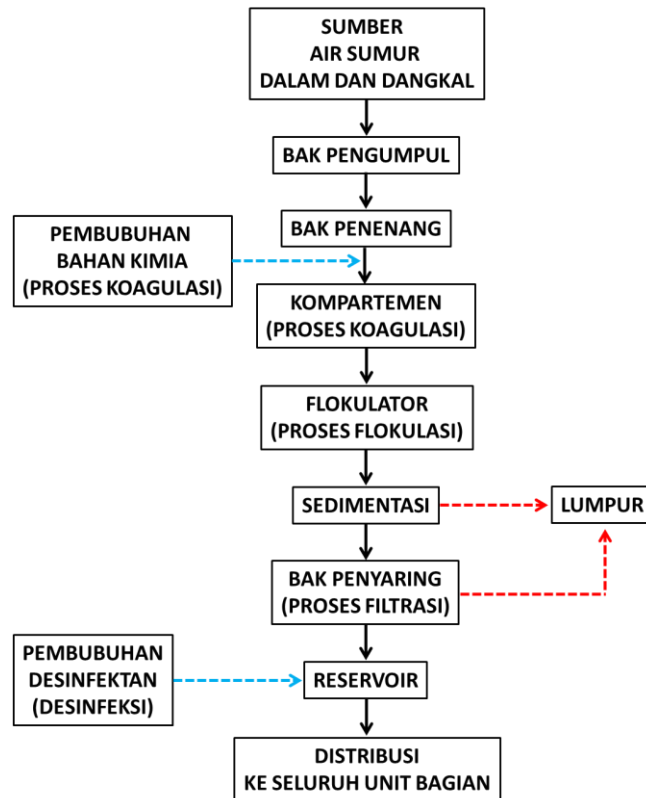 SUMBER
AIR SUMUR
DALAM DAN DANGKAL
BAK PENGUMPUL
BAK PENENANG
PEMBUBUHAN
BAHAN KIMIA
(PROSES KOAGULASI)
KOMPARTEMEN
(PROSES KOAGULASI)
FLOKULATOR
(PROSES FLOKULASI)
SEDIMENTASI
LUMPUR
BAK PENYARING
(PROSES FILTRASI)
PEMBUBUHAN
DESINFEKTAN
(DESINFEKSI)
RESERVOIR
DISTRIBUSI
KE SELURUH UNIT BAGIAN